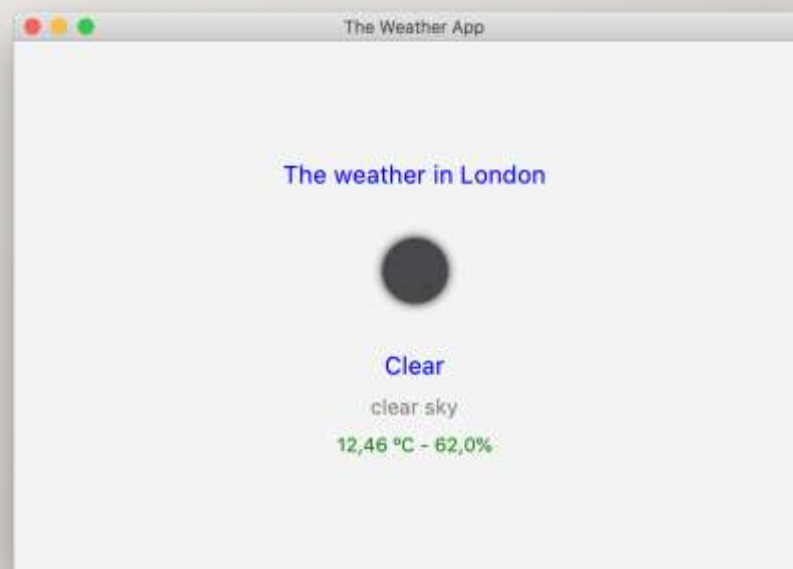 The Weather App
The weather in London
Clear
clear sky
12,46 ºC - 62,0%